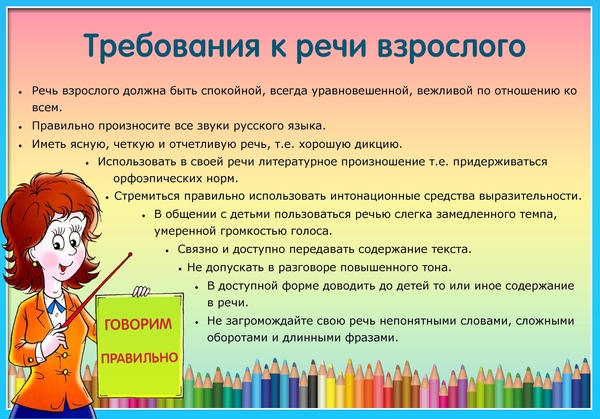 Требования к речи взрослого
• Речь взрослого должна быть спокойной, всегда уравновешенной, вежливой по отношению ко
всем.
• Правильно произносите все звуки русского языка.
• Иметь ясную, четкую и отчетливую речь, т.е. хорошую дикцию.
• Использовать в своей речи литературное произношение т.е. придерживаться
орфоэпических норм.
• Стремиться правильно использовать интонационные средства выразительности.
• В общении с детьми пользоваться речью слегка замедленного темпа,
умеренной громкостью голоса.
• Связно и доступно передавать содержание текста.
• Не допускать в разговоре повышенного тона.
• В доступной форме доводить до детей то или иное содержание
в речи.
• Не загромождайте свою речь непонятными словами, сложными
оборотами и длинными фразами.
ГОВОРИМ
ПРАВИЛЬНО